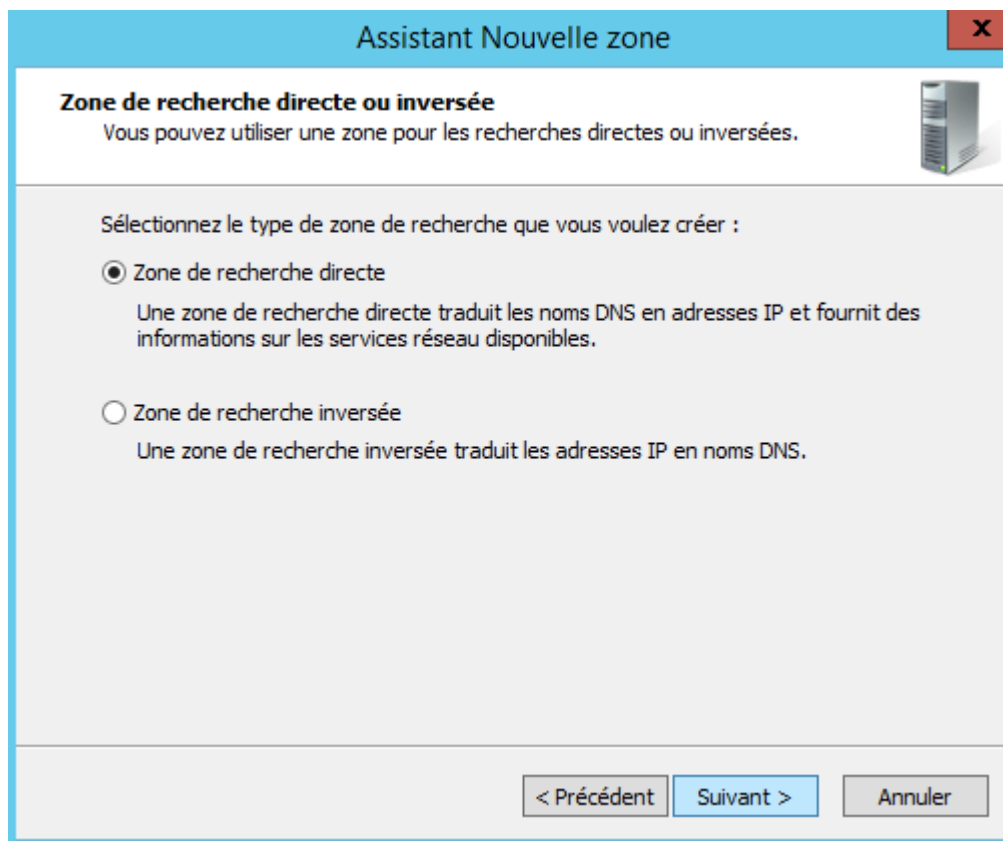 Assistant Nouvelle zone
x
Zone de recherche directe ou inversée
Vous pouvez utiliser une zone pour les recherches directes ou inversées.
Sélectionnez le type de zone de recherche que vous voulez créer :
Zone de recherche directe
Une zone de recherche directe traduit les noms DNS en adresses IP et fournit des
informations sur les services réseau disponibles.
Zone de recherche inversée
Une zone de recherche inversée traduit les adresses IP en noms DNS.
< Précédent Suivant > Annuler